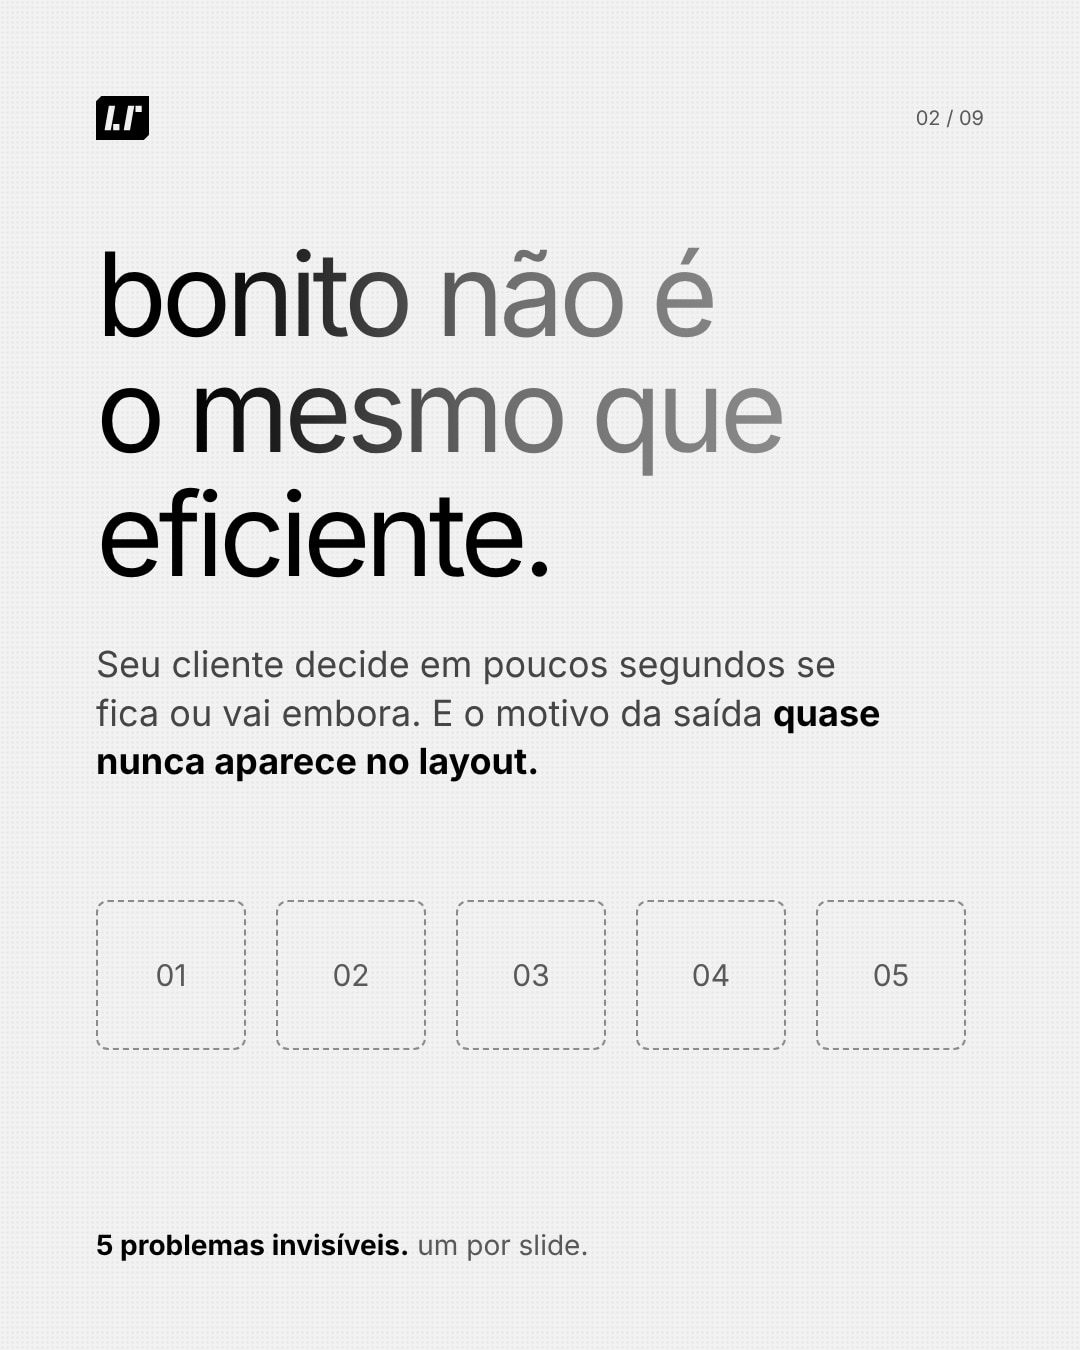 02 / 09
bonito não é
o mesmo que
eficiente.
Seu cliente decide em poucos segundos se
fica ou vai embora. E o motivo da saída quase
nunca aparece no layout.
01
02
03
04
05
5 problemas invisíveis. um por slide.